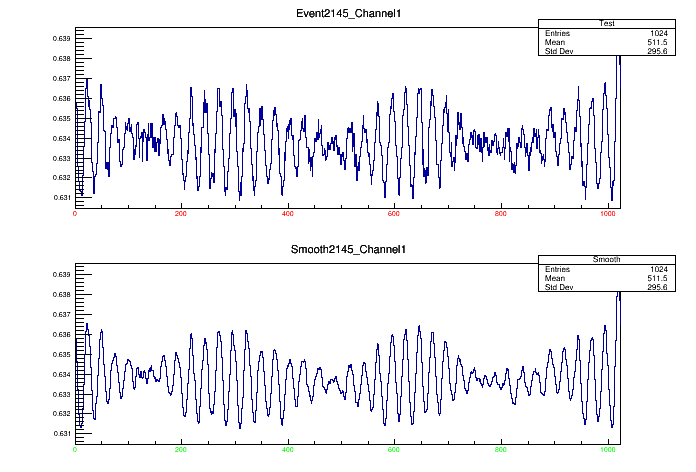 Event2145_Channel1
Test
Entries 1024
Mean 511.5
Std Dev 295.6
0.639
0.638
0.637
0.636
0.635
0.634
0.633
0.632
0.631
0 200 400 600 800 1000
Smooth2145_Channel1
Smooth
Entries 1024
Mean 511.5
Std Dev 295.6
0.639
0.638
0.637
0.636
0.635
0.634
0.633
0.632
0.631
0 200 400 600 800 1000